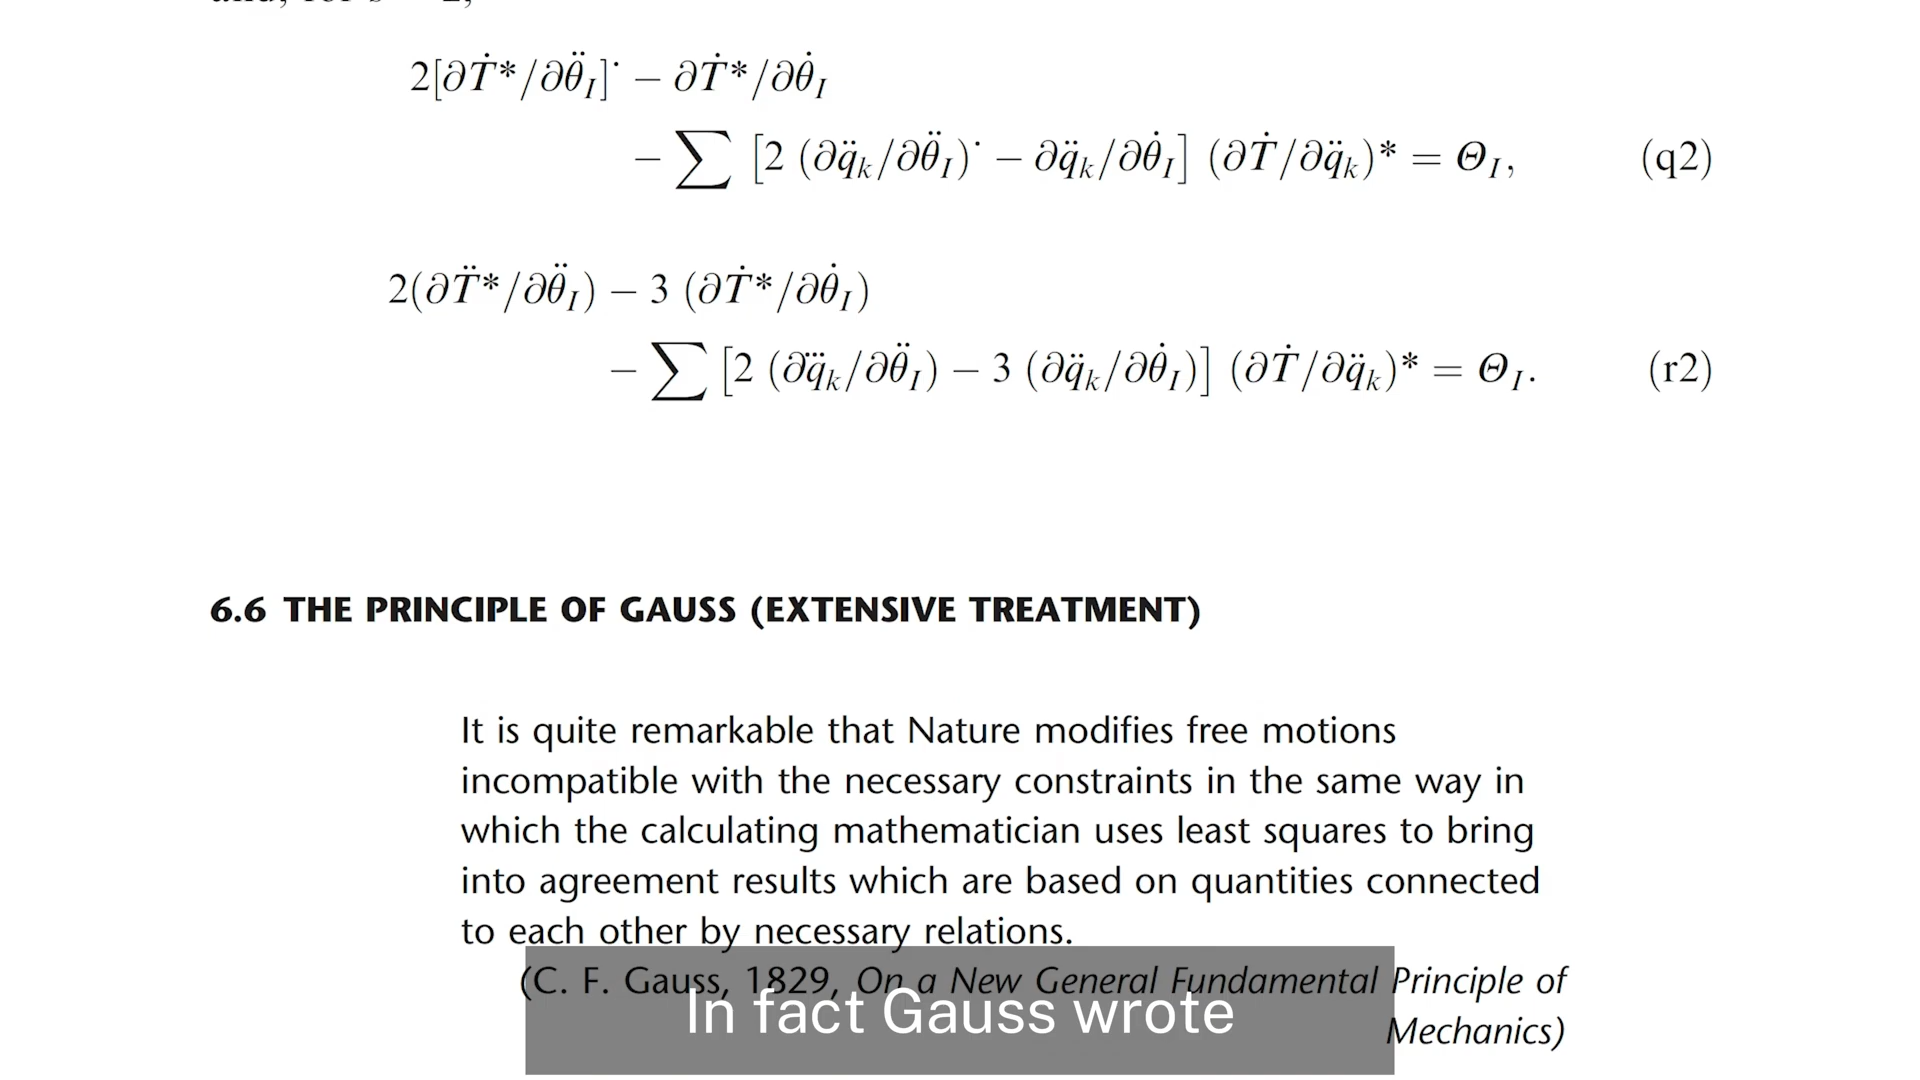 2[∂Ṫ*/∂θ̈_I]˙ − ∂Ṫ*/∂θ̇_I
− ∑ [2 (∂q̈_k/∂θ̈_I)˙ − ∂q̈_k/∂θ̇_I] (∂Ṫ/∂q̈_k)* = Θ_I, (q2)
2(∂T̈*/∂θ̈_I) − 3 (∂Ṫ*/∂θ̇_I)
− ∑ [2 (∂q⃛_k/∂θ̈_I) − 3 (∂q̈_k/∂θ̇_I)] (∂Ṫ/∂q̈_k)* = Θ_I. (r2)
6.6 THE PRINCIPLE OF GAUSS (EXTENSIVE TREATMENT)
It is quite remarkable that Nature modifies free motions
incompatible with the necessary constraints in the same way in
which the calculating mathematician uses least squares to bring
into agreement results which are based on quantities connected
to each other by necessary relations.
(C. F. Gauss, 1829, On a New General Fundamental Principle of
Mechanics)
In fact Gauss wrote